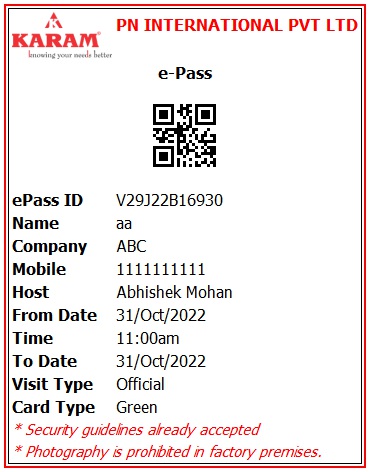 KARAM®
knowing your needs better
PN INTERNATIONAL PVT LTD
e-Pass
ePass ID V29J22B16930
Name aa
Company ABC
Mobile 1111111111
Host Abhishek Mohan
From Date 31/Oct/2022
Time 11:00am
To Date 31/Oct/2022
Visit Type Official
Card Type Green
* Security guidelines already accepted
* Photography is prohibited in factory premises.